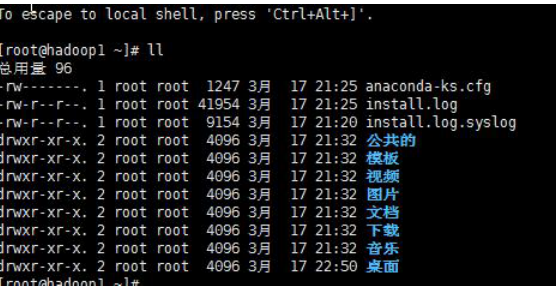 To escape to local shell, press 'Ctrl+Alt+]'.
[root@hadoop1 ~]# ll
总用量 96
-rw-------. 1 root root 1247 3月 17 21:25 anaconda-ks.cfg
-rw-r--r--. 1 root root 41954 3月 17 21:25 install.log
-rw-r--r--. 1 root root 9154 3月 17 21:20 install.log.syslog
drwxr-xr-x. 2 root root 4096 3月 17 21:32 公共的
drwxr-xr-x. 2 root root 4096 3月 17 21:32 模板
drwxr-xr-x. 2 root root 4096 3月 17 21:32 视频
drwxr-xr-x. 2 root root 4096 3月 17 21:32 图片
drwxr-xr-x. 2 root root 4096 3月 17 21:32 文档
drwxr-xr-x. 2 root root 4096 3月 17 21:32 下载
drwxr-xr-x. 2 root root 4096 3月 17 21:32 音乐
drwxr-xr-x. 2 root root 4096 3月 17 22:50 桌面
[root@hadoop1 ~]#